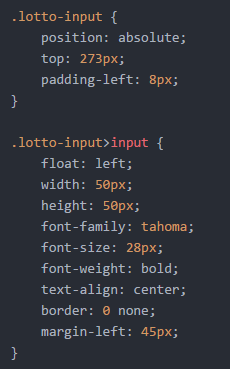 .lotto-input {
    position: absolute;
    top: 273px;
    padding-left: 8px;
}

.lotto-input>input {
    float: left;
    width: 50px;
    height: 50px;
    font-family: tahoma;
    font-size: 28px;
    font-weight: bold;
    text-align: center;
    border: 0 none;
    margin-left: 45px;
}